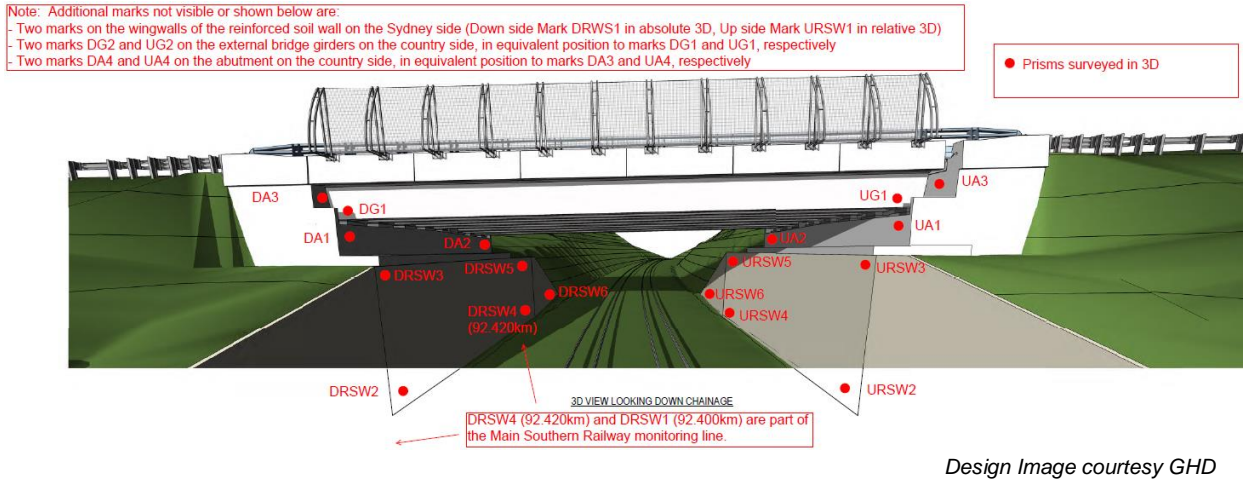 Note: Additional marks not visible or shown below are:
- Two marks on the wingwalls of the reinforced soil wall on the Sydney side (Down side Mark DRWS1 in absolute 3D, Up side Mark URSW1 in relative 3D)
- Two marks DG2 and UG2 on the external bridge girders on the country side, in equivalent position to marks DG1 and UG1, respectively
- Two marks DA4 and UA4 on the abutment on the country side, in equivalent position to marks DA3 and UA4, respectively
Prisms surveyed in 3D
DA3
UA3
DG1
UG1
DA1
UA1
DA2
UA2
DRSW3
DRSW5
URSW5
URSW3
DRSW6
URSW6
DRSW4
(92.420km)
URSW4
DRSW2
URSW2
3D VIEW LOOKING DOWN CHAINAGE
DRSW4 (92.420km) and DRSW1 (92.400km) are part of
the Main Southern Railway monitoring line.
Design Image courtesy GHD